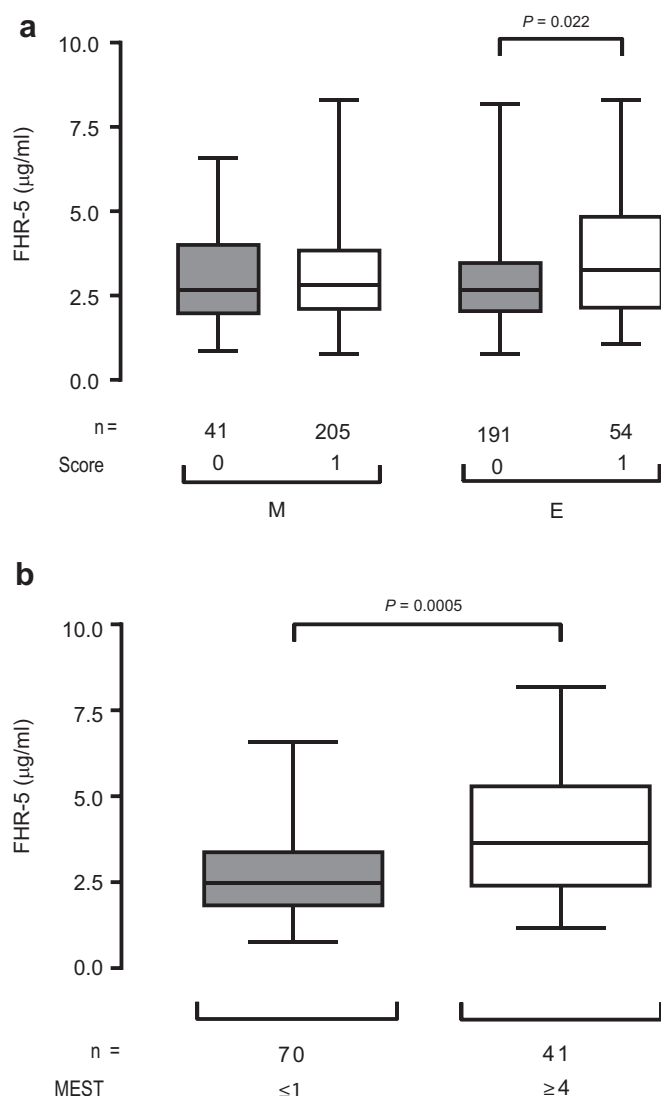 a
P = 0.022
10.0
7.5
5.0
2.5
0.0
FHR-5 (μg/ml)
n = 41 205 191 54
Score 0 1 0 1
M E
b
P = 0.0005
10.0
7.5
5.0
2.5
0.0
FHR-5 (μg/ml)
n = 70 41
MEST ≤1 ≥4